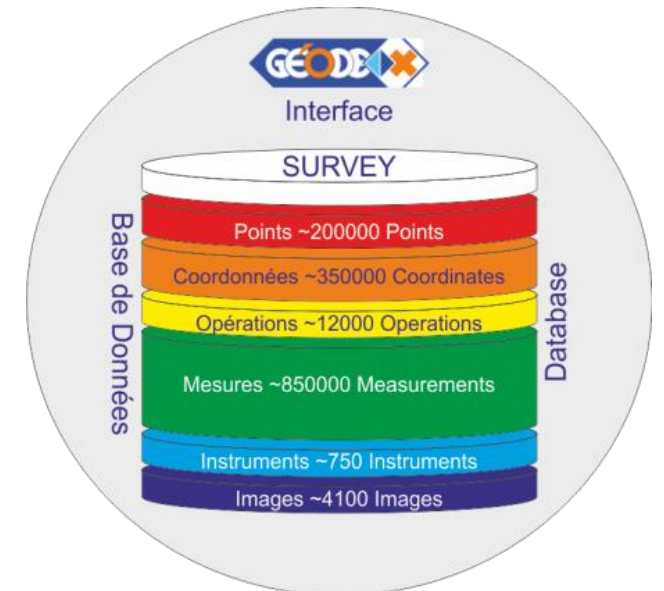 GÉODE
Interface
SURVEY
Base de Données
Points ~200000 Points
Coordonnées ~350000 Coordinates
Opérations ~12000 Operations
Mesures ~850000 Measurements
Instruments ~750 Instruments
Images ~4100 Images
Database